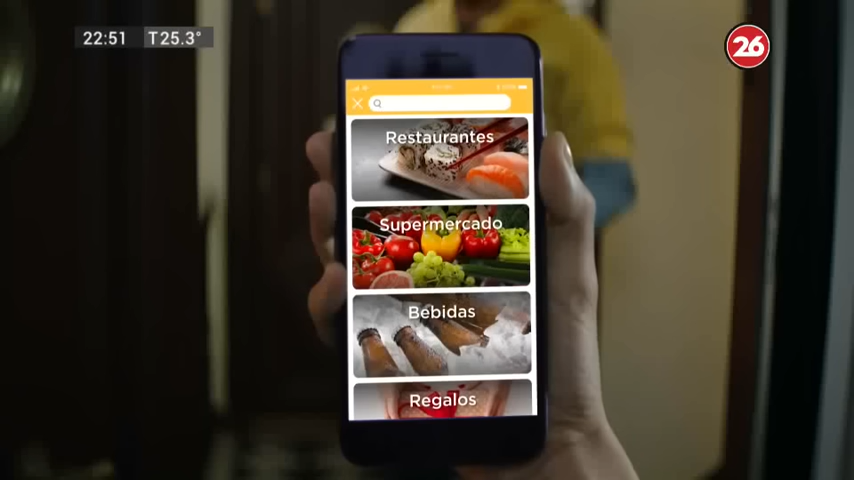 22:51 T25.3°
26
Restaurantes
Supermercado
Bebidas
Regalos